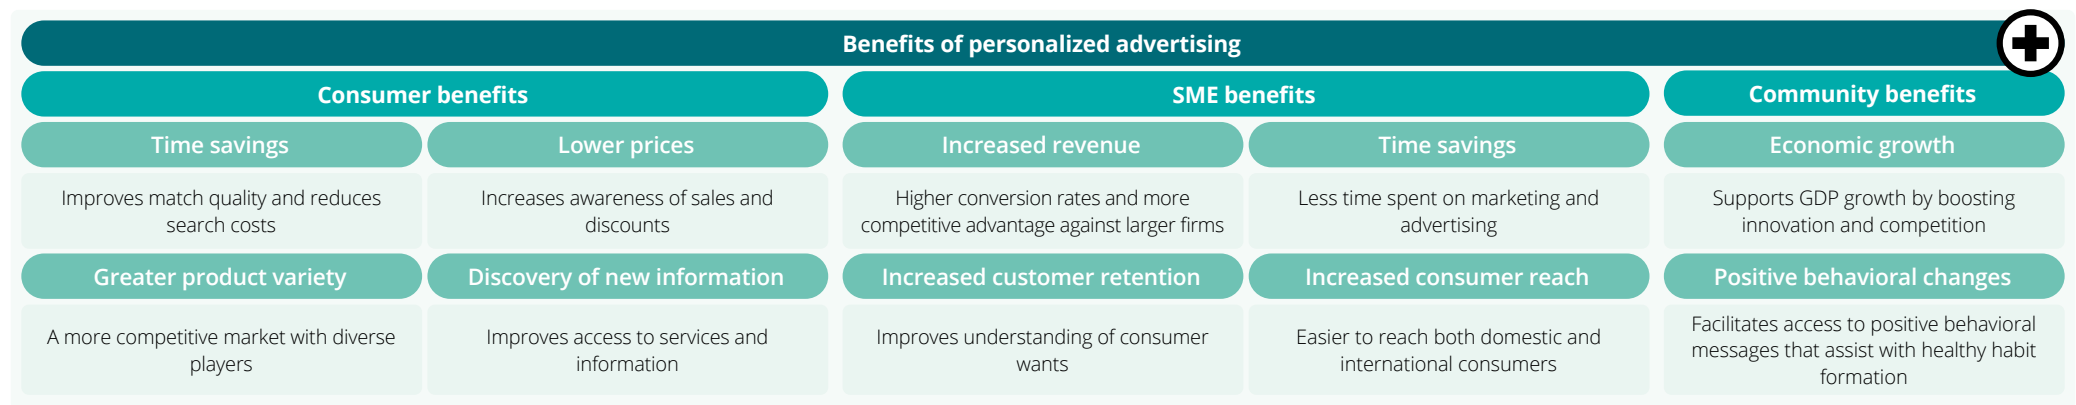 Benefits of personalized advertising
Consumer benefits
SME benefits
Community benefits
Time savings
Lower prices
Increased revenue
Time savings
Economic growth
Improves match quality and reduces
search costs
Increases awareness of sales and
discounts
Higher conversion rates and more
competitive advantage against larger firms
Less time spent on marketing and
advertising
Supports GDP growth by boosting
innovation and competition
Greater product variety
Discovery of new information
Increased customer retention
Increased consumer reach
Positive behavioral changes
A more competitive market with diverse
players
Improves access to services and
information
Improves understanding of consumer
wants
Easier to reach both domestic and
international consumers
Facilitates access to positive behavioral
messages that assist with healthy habit
formation